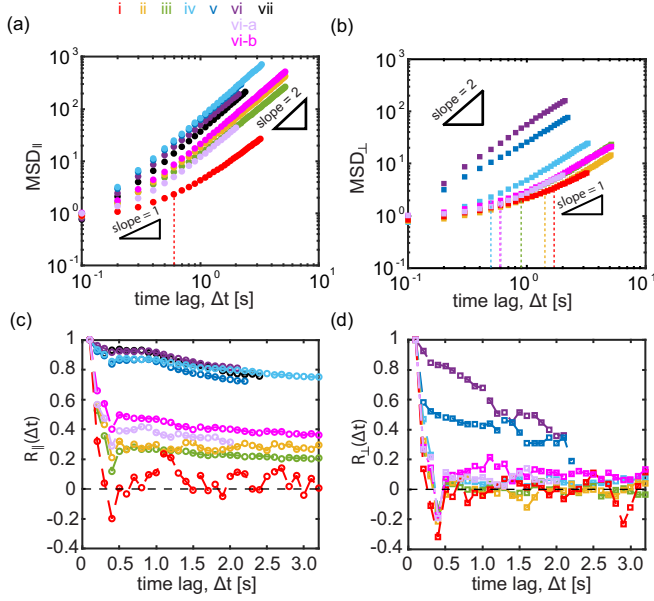 i ii iii iv v vi vii
vi-a
vi-b
(a)
MSD∥
10³
10²
10¹
10⁰
10⁻¹
slope = 2
slope = 1
10⁻¹ 10⁰ 10¹
time lag, Δt [s]
(b)
MSD⊥
10³
10²
10¹
10⁰
10⁻¹
slope = 2
slope = 1
10⁻¹ 10⁰ 10¹
time lag, Δt [s]
(c)
R∥(Δt)
1
0.8
0.6
0.4
0.2
0
-0.2
-0.4
0 0.5 1.0 1.5 2.0 2.5 3.0
time lag, Δt [s]
(d)
R⊥(Δt)
1
0.8
0.6
0.4
0.2
0
-0.2
-0.4
0 0.5 1.0 1.5 2.0 2.5 3.0
time lag, Δt [s]